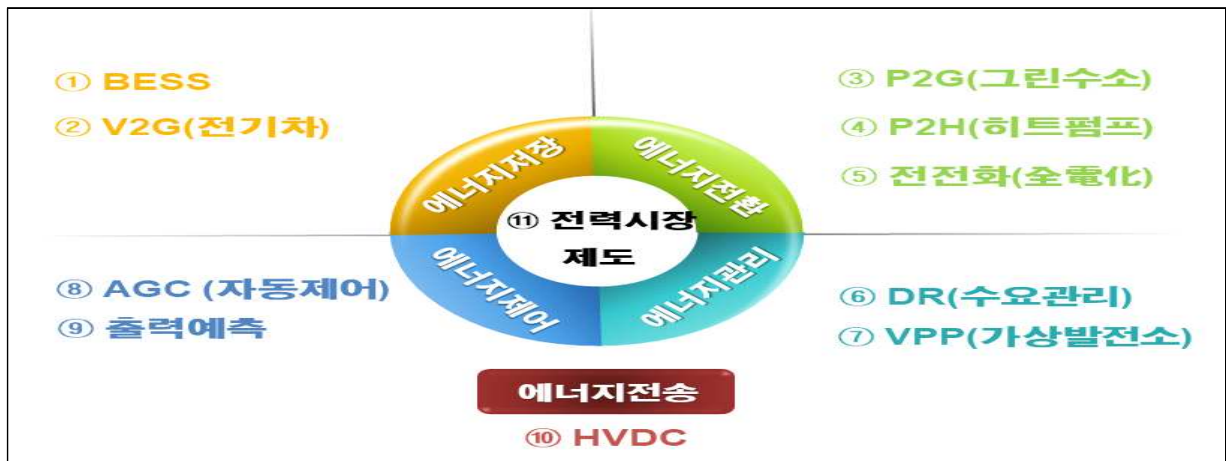 ① BESS
② V2G(전기차)
③ P2G(그린수소)
④ P2H(히트펌프)
⑤ 전전화(全電化)
에너지저장
에너지전환
⑪ 전력시장
제도
에너지제어
에너지관리
⑧ AGC (자동제어)
⑨ 출력예측
⑥ DR(수요관리)
⑦ VPP(가상발전소)
에너지전송
⑩ HVDC